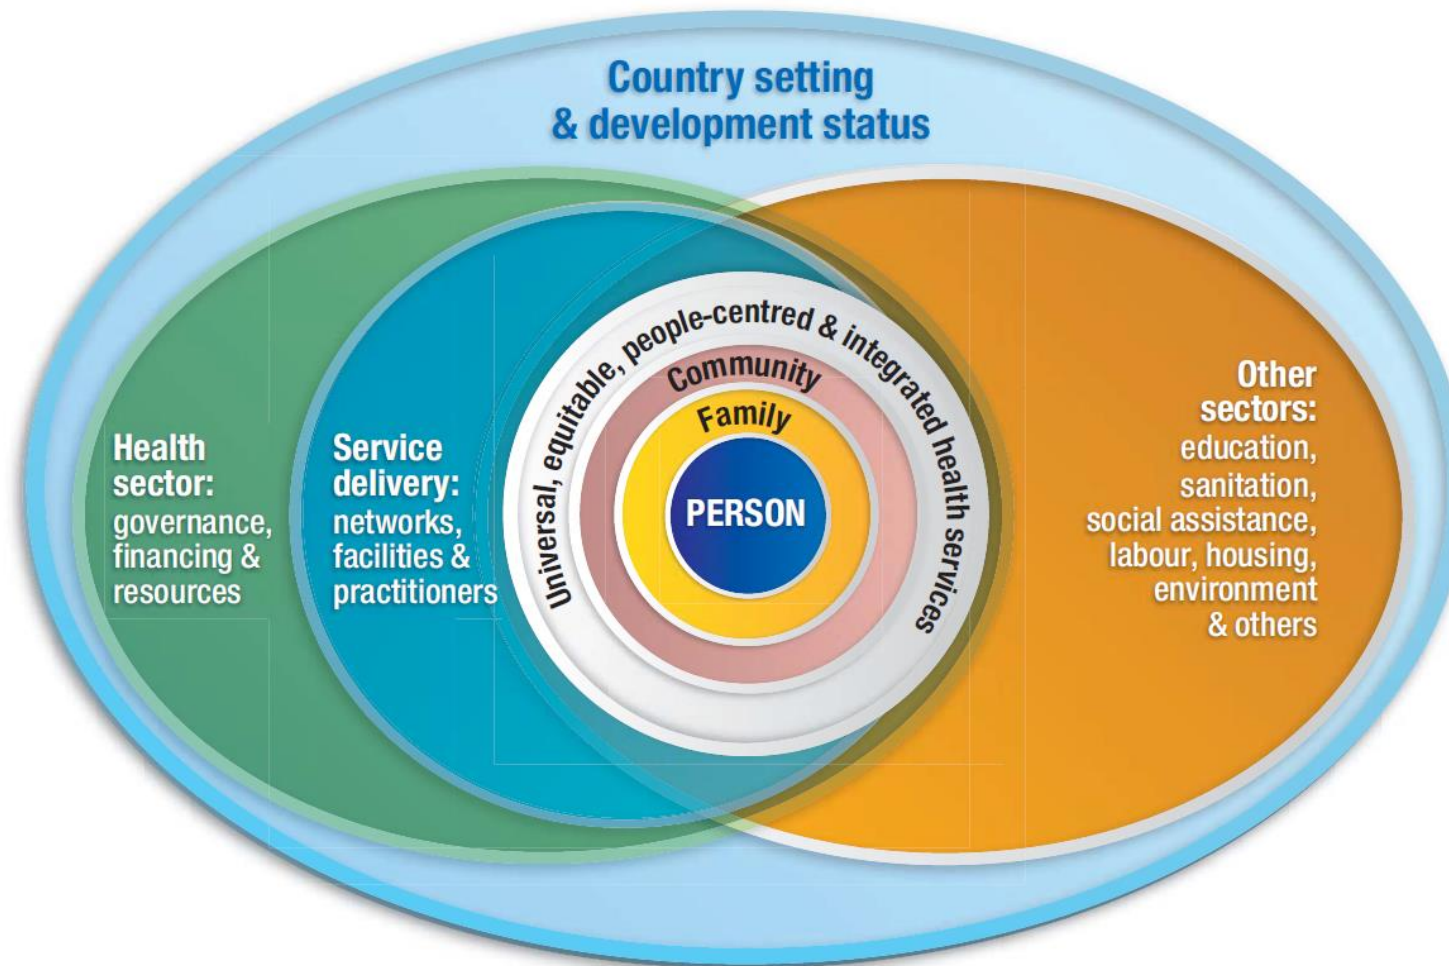 Country setting
& development status
Universal, equitable, people-centred & integrated health services
Community
Family
PERSON
Health
sector:
governance,
financing &
resources
Service
delivery:
networks,
facilities &
practitioners
Other
sectors:
education,
sanitation,
social assistance,
labour, housing,
environment
& others